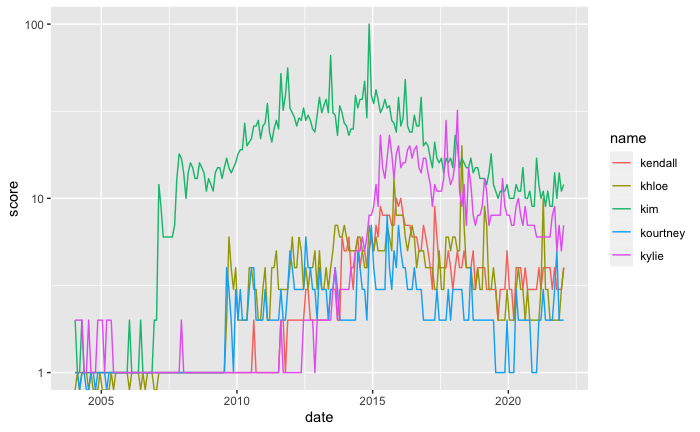 100
10
1
score
2005
2010
2015
2020
date
name
kendall
khloe
kim
kourtney
kylie